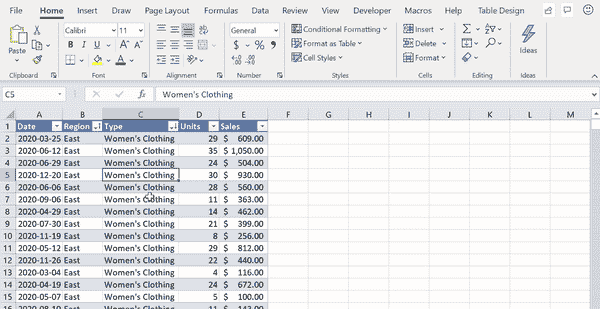 File Home Insert Draw Page Layout Formulas Data Review View Developer Macros Help Table Design
Calibri 11 General Conditional Formatting Insert
Paste B I U Format as Table Delete Ideas
$ % Cell Styles Format
Clipboard Font Alignment Number Styles Cells Editing Ideas
C5 fx Women's Clothing
A B C D E F G H I J K L M
1 Date Region Type Units Sales
2 2020-03-25 East Women's Clothing 29 $ 609.00
3 2020-06-12 East Women's Clothing 35 $ 1,050.00
4 2020-06-29 East Women's Clothing 24 $ 504.00
5 2020-12-20 East Women's Clothing 30 $ 930.00
6 2020-06-06 East Women's Clothing 28 $ 560.00
7 2020-09-06 East Women's Clothing 11 $ 363.00
8 2020-04-29 East Women's Clothing 14 $ 462.00
9 2020-07-30 East Women's Clothing 21 $ 399.00
10 2020-11-19 East Women's Clothing 8 $ 256.00
11 2020-05-12 East Women's Clothing 29 $ 812.00
12 2020-11-26 East Women's Clothing 22 $ 440.00
13 2020-03-04 East Women's Clothing 4 $ 116.00
14 2020-04-19 East Women's Clothing 24 $ 672.00
15 2020-05-07 East Women's Clothing 5 $ 100.00